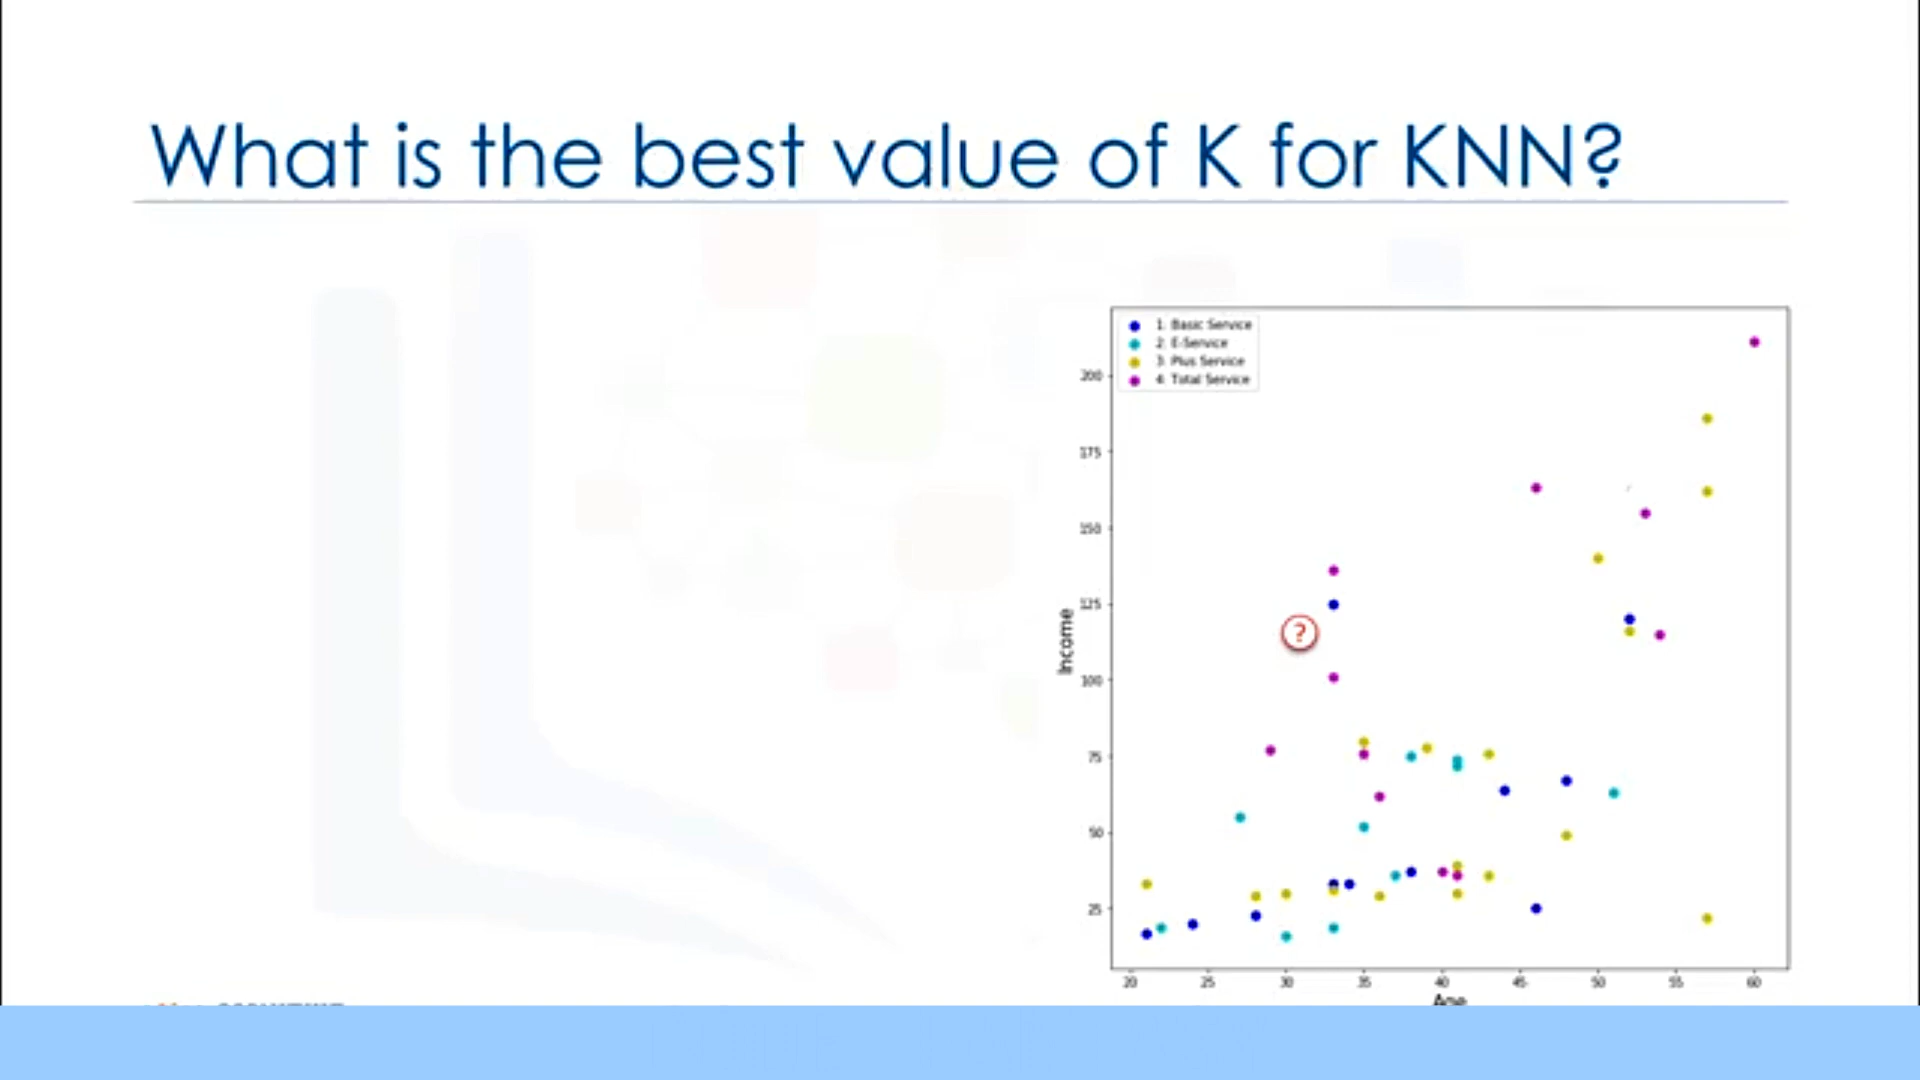 What is the best value of K for KNN?
1: Basic Service
2: E-Service
3: Plus Service
4: Total Service
200
175
150
125
100
75
50
25
Income
?
20 25 30 35 40 45 50 55 60
Age